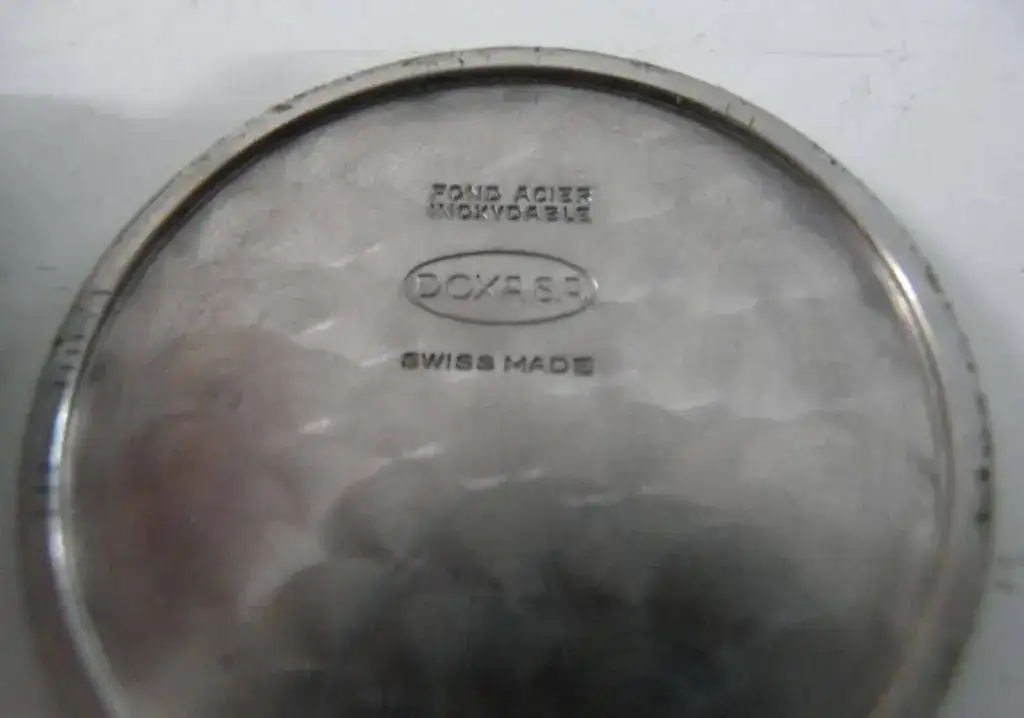 FOND ACIER
INOXYDABLE
DOXA S.A.
SWISS MADE